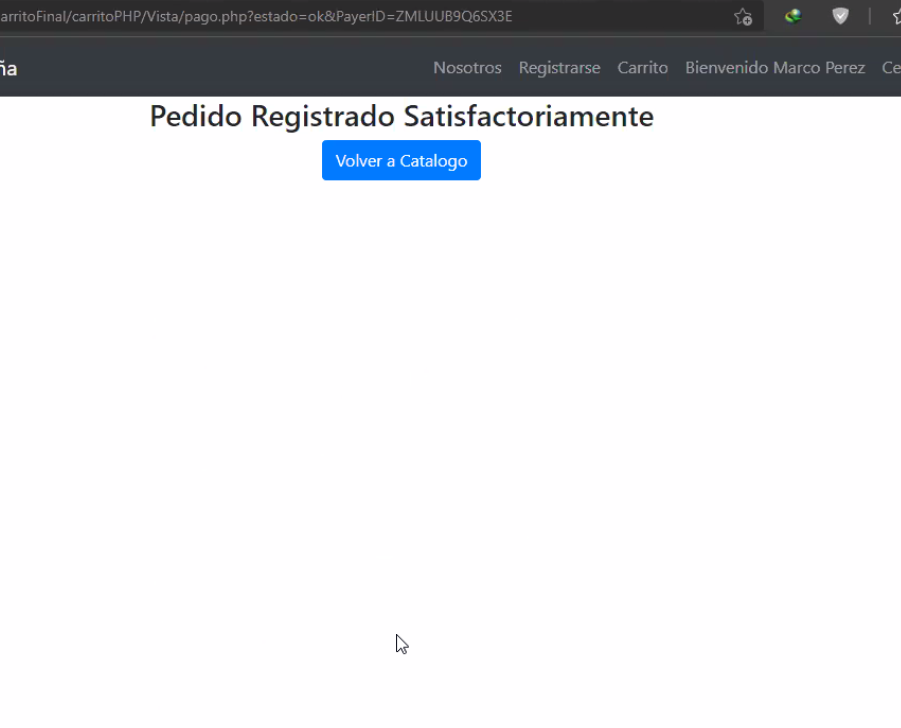 arritoFinal/carritoPHP/Vista/pago.php?estado=ok&PayerID=ZMLUUB9Q6SX3E
ña Nosotros Registrarse Carrito Bienvenido Marco Perez Ce
Pedido Registrado Satisfactoriamente
Volver a Catalogo